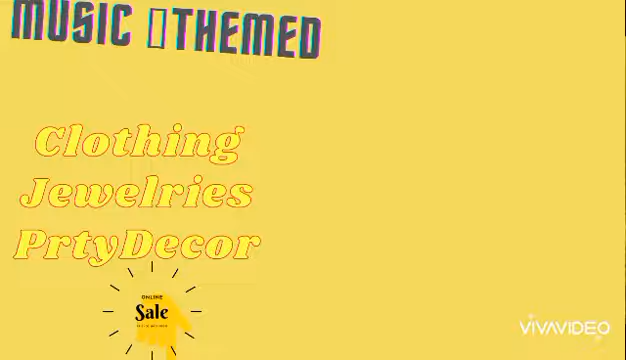 MUSIC ▯THEMED
Clothing
Jewelries
PrtyDecor
ONLINE
Sale
VIVAVIDEO